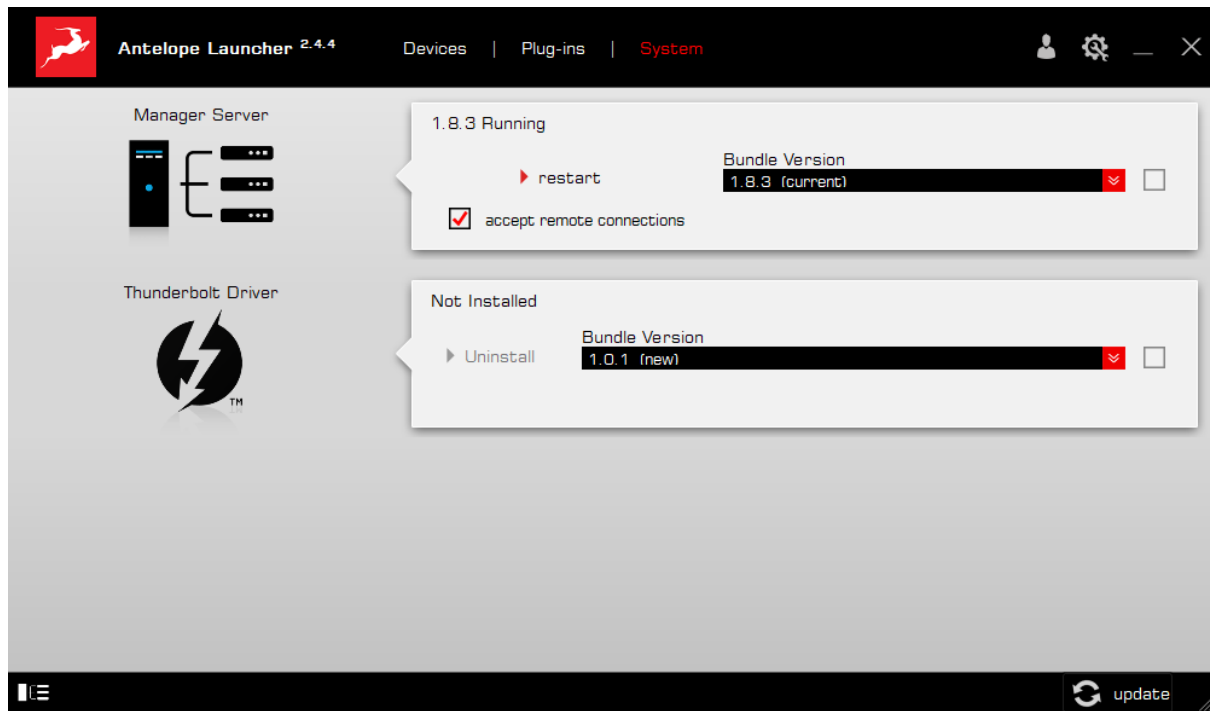 Antelope Launcher 2.4.4
Devices | Plug-ins | System
Manager Server
1.8.3 Running
Bundle Version
restart
1.8.3 (current)
accept remote connections
Thunderbolt Driver
TM
Not Installed
Bundle Version
Uninstall
1.0.1 (new)
update